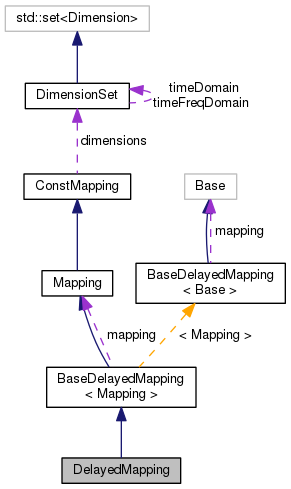 std::set<Dimension>
timeDomain
timeFreqDomain
DimensionSet
dimensions
ConstMapping
Base
mapping
Mapping
BaseDelayedMapping
< Base >
mapping
< Mapping >
BaseDelayedMapping
< Mapping >
DelayedMapping